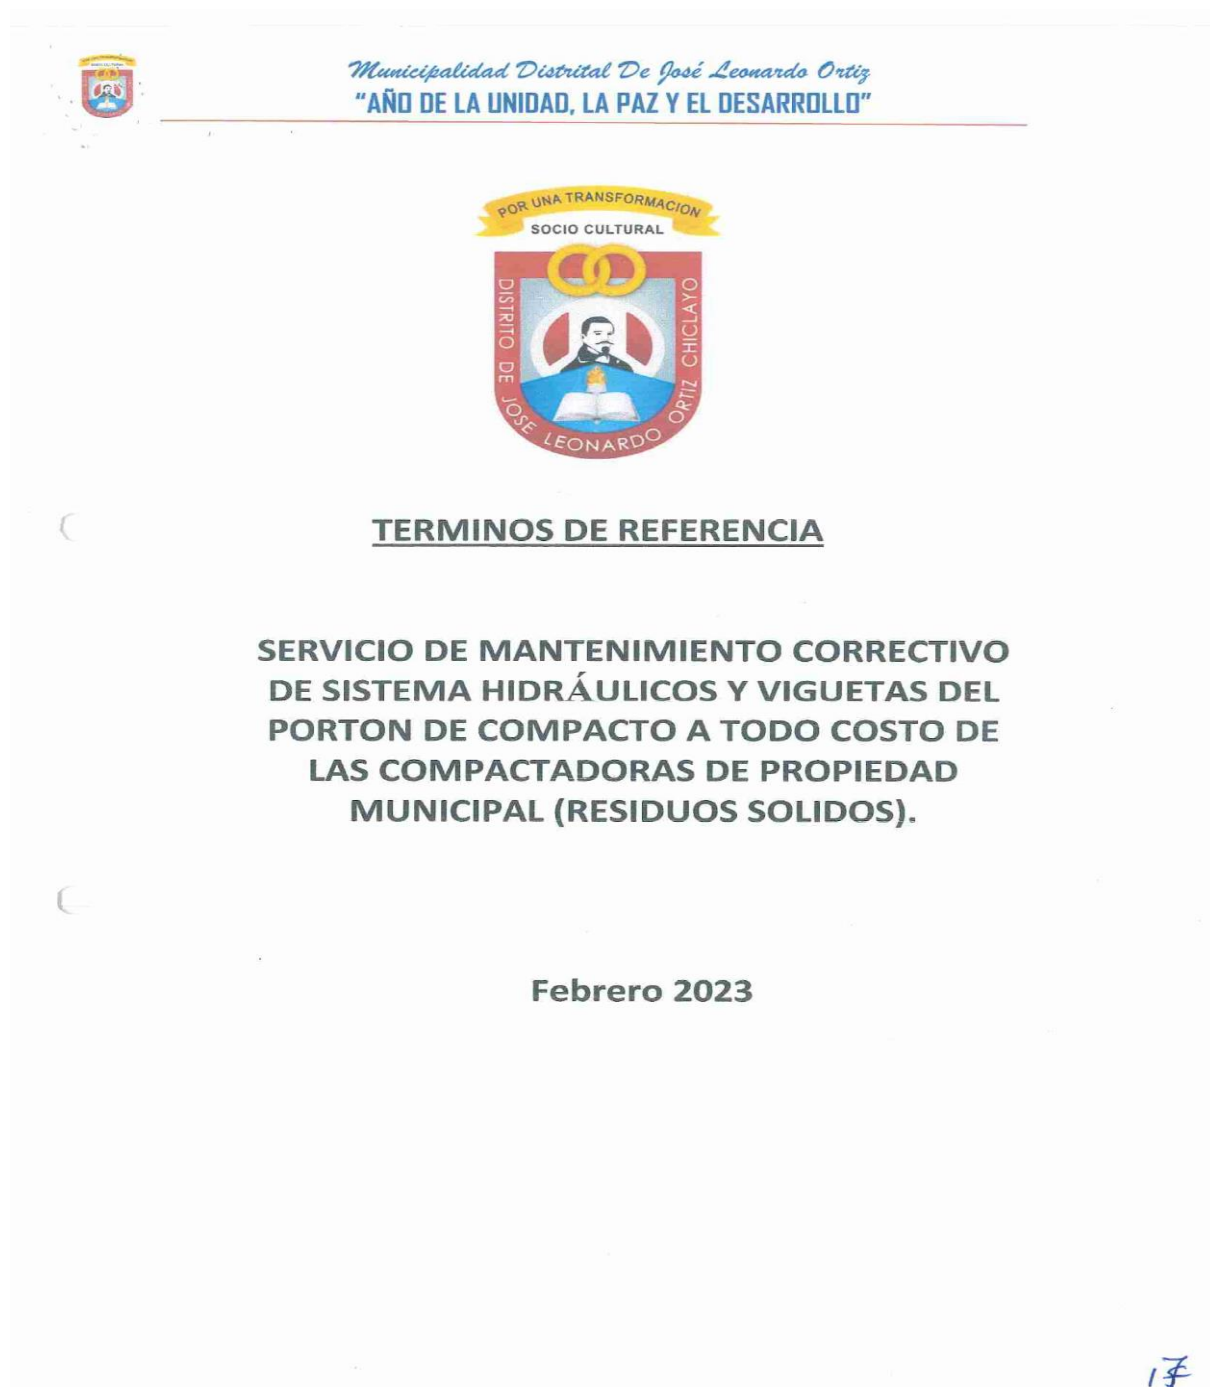 Municipalidad Distrital De José Leonardo Ortiz
“AÑO DE LA UNIDAD, LA PAZ Y EL DESARROLLO”
POR UNA TRANSFORMACION
SOCIO CULTURAL
DISTRITO DE JOSE LEONARDO ORTIZ CHICLAYO
TERMINOS DE REFERENCIA
SERVICIO DE MANTENIMIENTO CORRECTIVO
DE SISTEMA HIDRÁULICOS Y VIGUETAS DEL
PORTON DE COMPACTO A TODO COSTO DE
LAS COMPACTADORAS DE PROPIEDAD
MUNICIPAL (RESIDUOS SOLIDOS).
Febrero 2023
17